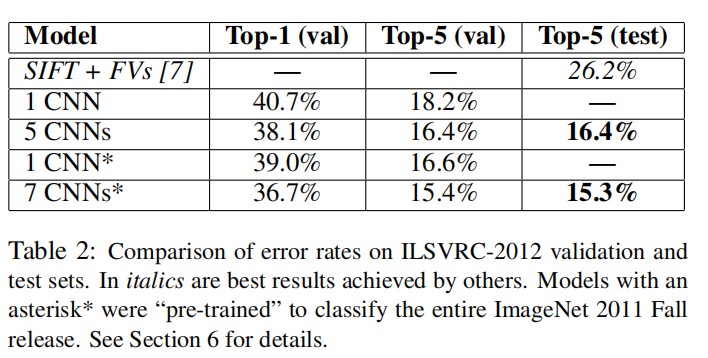 Model Top-1 (val) Top-5 (val) Top-5 (test)
SIFT + FVs [7] — — 26.2%
1 CNN 40.7% 18.2% —
5 CNNs 38.1% 16.4% 16.4%
1 CNN* 39.0% 16.6% —
7 CNNs* 36.7% 15.4% 15.3%
Table 2: Comparison of error rates on ILSVRC-2012 validation and
test sets. In italics are best results achieved by others. Models with an
asterisk* were “pre-trained” to classify the entire ImageNet 2011 Fall
release. See Section 6 for details.